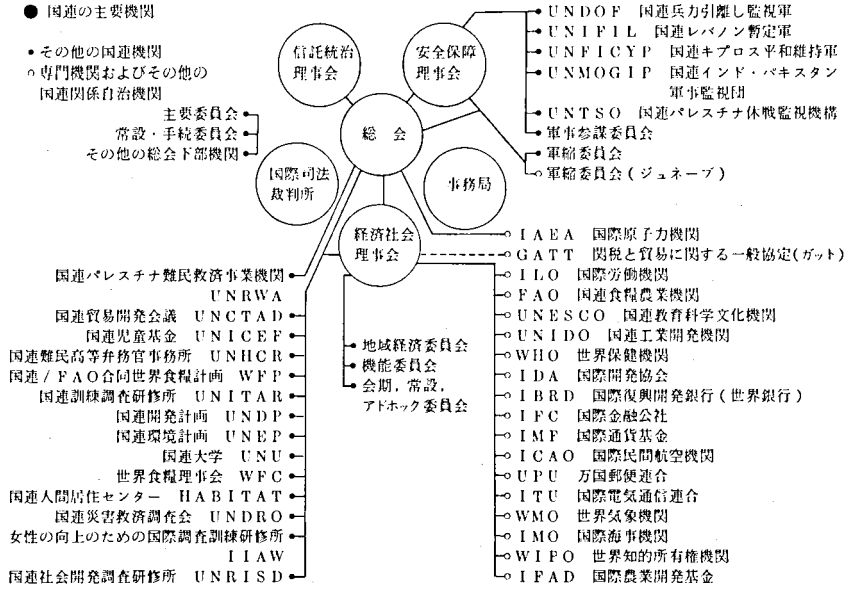 ● 国連の主要機関
• その他の国連機関
○ 専門機関およびその他の
国連関係自治機関
主要委員会
常設・手続委員会
その他の総会下部機関
信託統治
理事会
安全保障
理事会
総 会
国際司法
裁判所
事務局
経済社会
理事会
UNDOF 国連兵力引離し監視軍
UNIFIL 国連レバノン暫定軍
UNFICYP 国連キプロス平和維持軍
UNMOGIP 国連インド・パキスタン
軍事監視団
UNTSO 国連パレスチナ休戦監視機構
軍事参謀委員会
軍縮委員会
軍縮委員会(ジュネーブ)
国連パレスチナ難民救済事業機関
UNRWA
国連貿易開発会議 UNCTAD
国連児童基金 UNICEF
国連難民高等弁務官事務所 UNHCR
国連/FAO合同世界食糧計画 WFP
国連訓練調査研修所 UNITAR
国連開発計画 UNDP
国連環境計画 UNEP
国連大学 UNU
世界食糧理事会 WFC
国連人間居住センター HABITAT
国連災害救済調査会 UNDRO
女性の向上のための国際調査訓練研修所
IIAW
国連社会開発調査研修所 UNRISD
地域経済委員会
機能委員会
会期,常設,
アドホック委員会
IAEA 国際原子力機関
GATT 関税と貿易に関する一般協定(ガット)
ILO 国際労働機関
FAO 国連食糧農業機関
UNESCO 国連教育科学文化機関
UNIDO 国連工業開発機関
WHO 世界保健機関
IDA 国際開発協会
IBRD 国際復興開発銀行(世界銀行)
IFC 国際金融公社
IMF 国際通貨基金
ICAO 国際民間航空機関
UPU 万国郵便連合
ITU 国際電気通信連合
WMO 世界気象機関
IMO 国際海事機関
WIPO 世界知的所有権機関
IFAD 国際農業開発基金